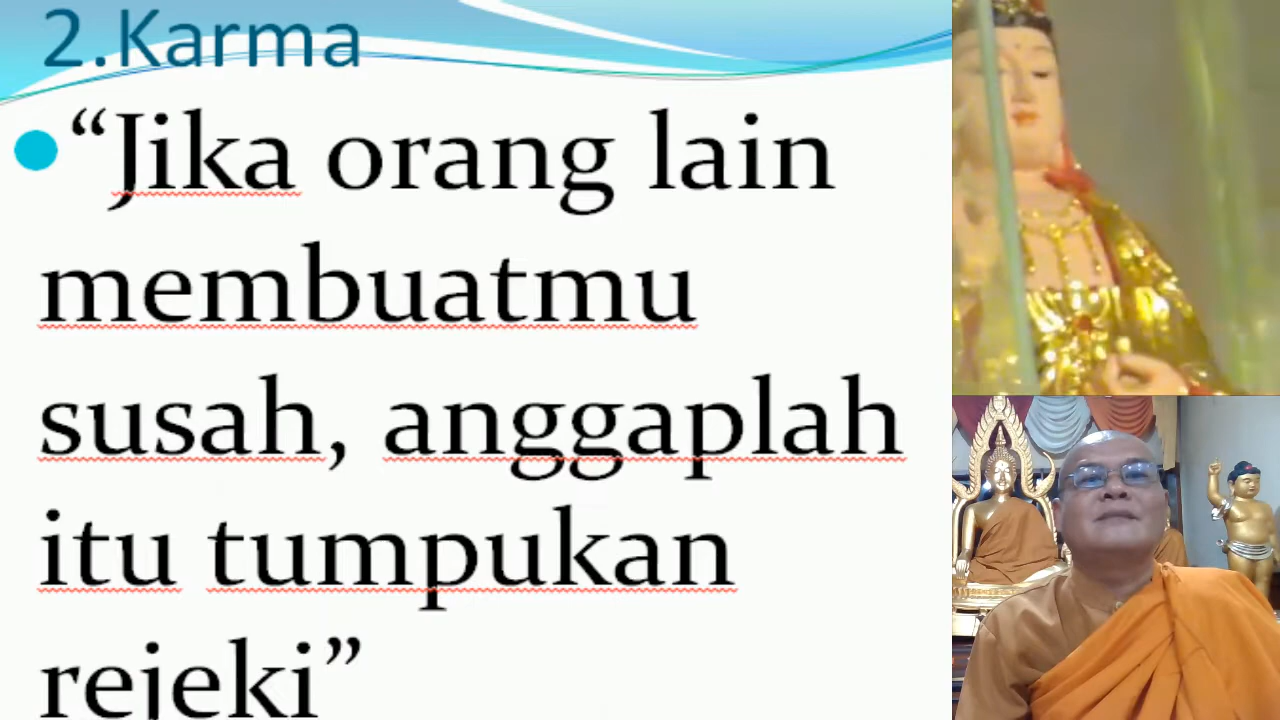 2.Karma
“Jika orang lain
membuatmu
susah, anggaplah
itu tumpukan
rejeki”